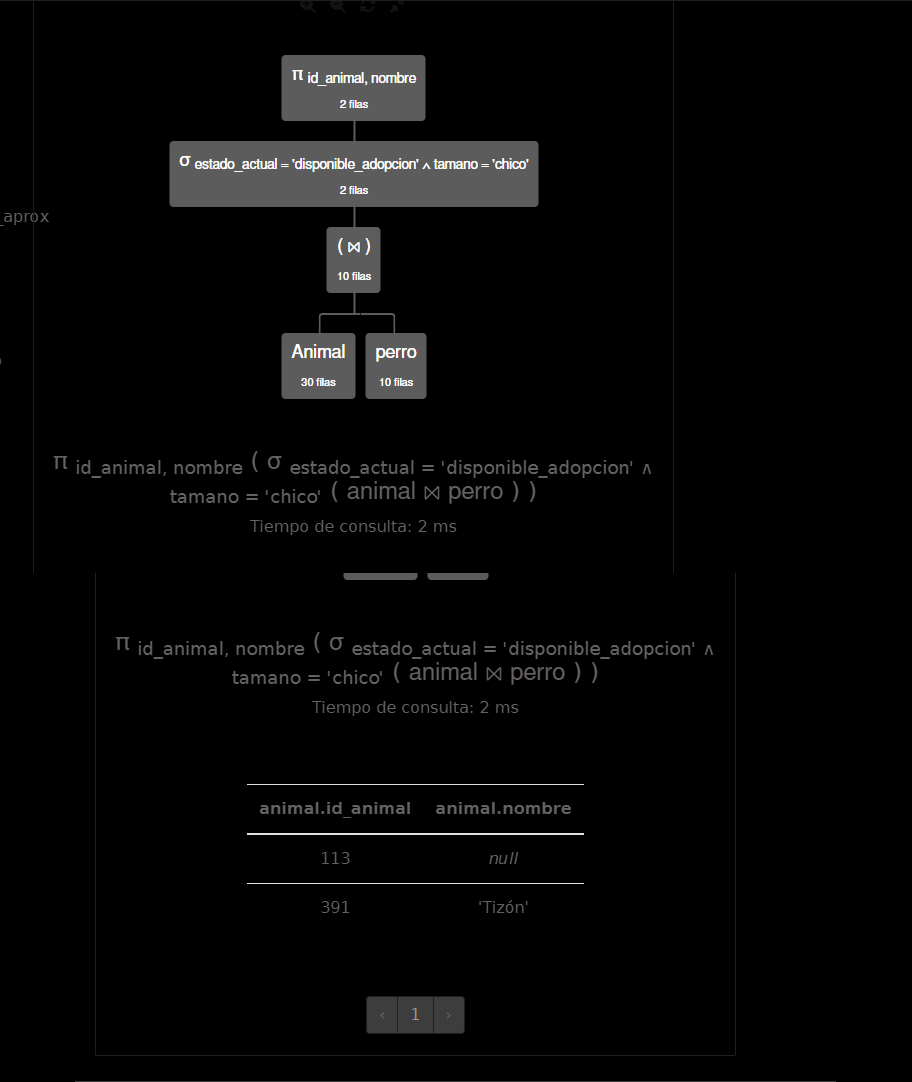 π id_animal, nombre
2 filas
σ estado_actual = 'disponible_adopcion' ∧ tamano = 'chico'
2 filas
_aprox
( ⋈ )
10 filas
Animal perro
30 filas 10 filas
π id_animal, nombre ( σ estado_actual = 'disponible_adopcion' ∧
tamano = 'chico' ( animal ⋈ perro ) )
Tiempo de consulta: 2 ms
π id_animal, nombre ( σ estado_actual = 'disponible_adopcion' ∧
tamano = 'chico' ( animal ⋈ perro ) )
Tiempo de consulta: 2 ms
animal.id_animal animal.nombre
113 null
391 'Tizón'
‹ 1 ›